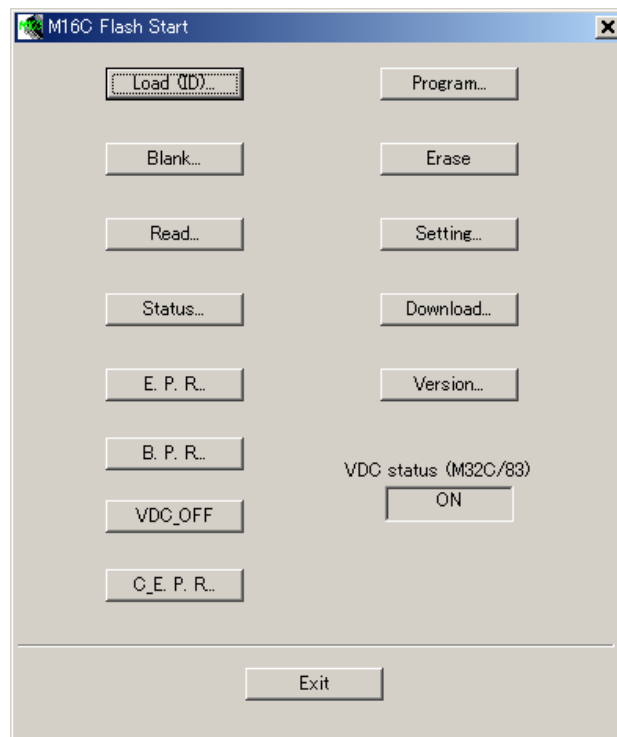 M16C Flash Start
Load (ID)...
Program...
Blank...
Erase
Read...
Setting...
Status...
Download...
E. P. R...
Version...
B. P. R...
VDC status (M32C/83)
ON
VDC_OFF
C_E. P. R...
Exit